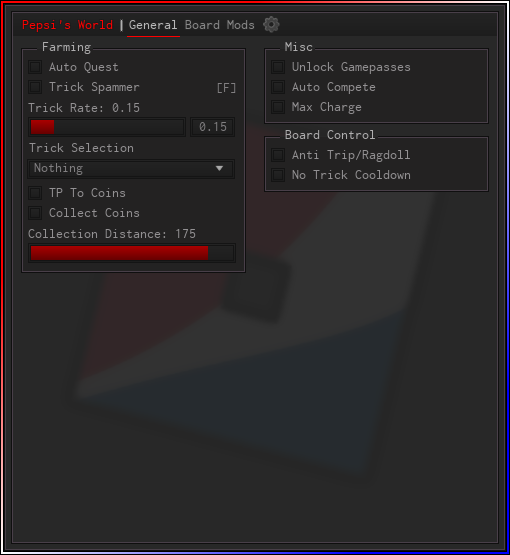 Pepsi's World | General Board Mods
Farming
Auto Quest
Trick Spammer [F]
Trick Rate: 0.15
0.15
Trick Selection
Nothing
TP To Coins
Collect Coins
Collection Distance: 175
Misc
Unlock Gamepasses
Auto Compete
Max Charge
Board Control
Anti Trip/Ragdoll
No Trick Cooldown